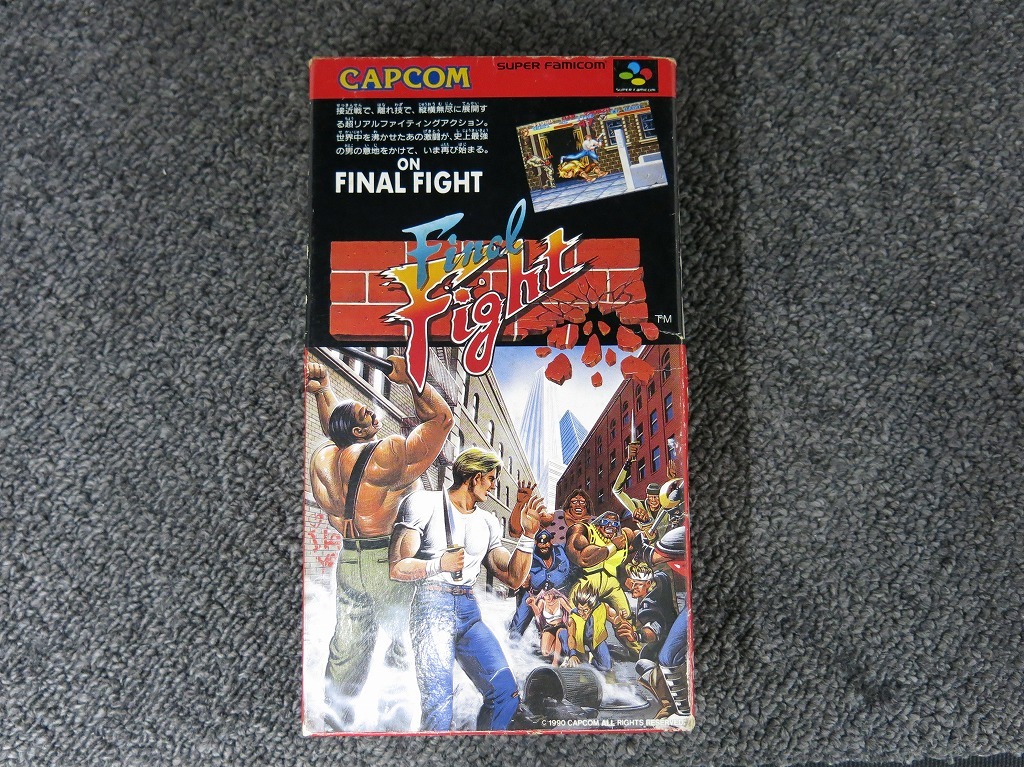 CAPCOM
SUPER FAMICOM
SUPER FAMICOM
接近戦で、離れ技で、縦横無尽に展開す
る超リアルファイティングアクション。
世界中を沸かせたあの激闘が、史上最強
の男の意地をかけて、いま再び始まる。
ON
FINAL FIGHT
Final
Fight
TM
© 1990 CAPCOM ALL RIGHTS RESERVED.